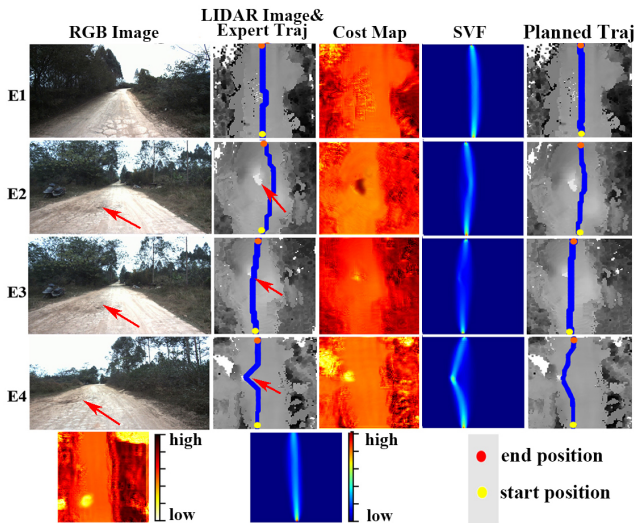 RGB Image
LIDAR Image&
Expert Traj
Cost Map
SVF
Planned Traj
E1
E2
E3
E4
high
low
high
low
end position
start position